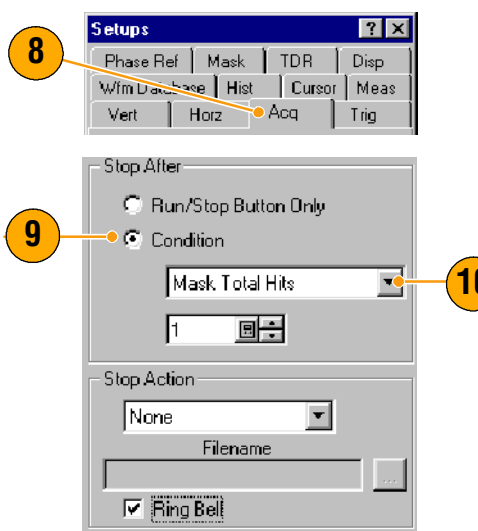 Setups
8
Phase Ref Mask TDR Disp
Wfm Database Hist Cursor Meas
Vert Horz Acq Trig
Stop After
Run/Stop Button Only
9
Condition
Mask Total Hits
10
1
Stop Action
None
Filename
...
Ring Bell